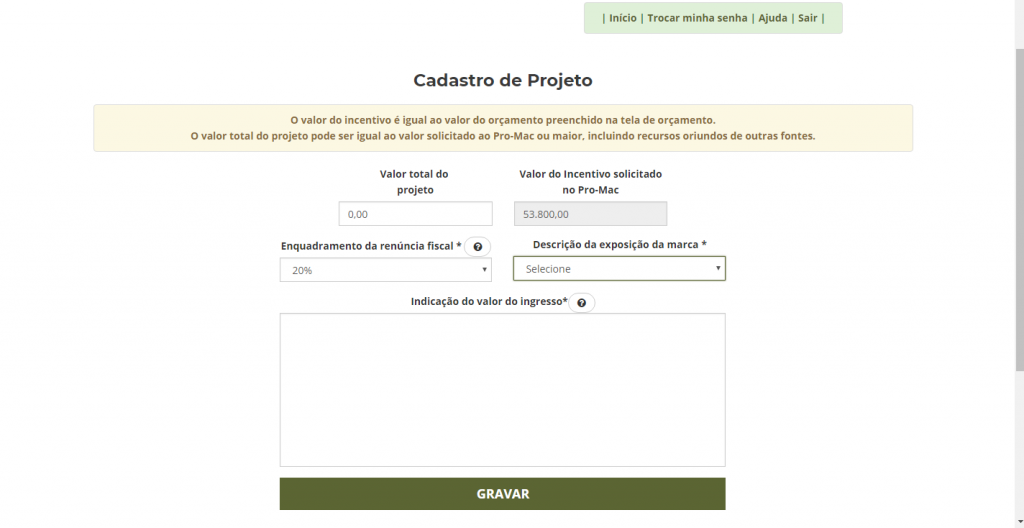 | Início | Trocar minha senha | Ajuda | Sair |
Cadastro de Projeto
O valor do incentivo é igual ao valor do orçamento preenchido na tela de orçamento.
O valor total do projeto pode ser igual ao valor solicitado ao Pro-Mac ou maior, incluindo recursos oriundos de outras fontes.
Valor total do
projeto
0,00
Valor do Incentivo solicitado
no Pro-Mac
53.800,00
Enquadramento da renúncia fiscal * ?
20%
Descrição da exposição da marca *
Selecione
Indicação do valor do ingresso* ?
GRAVAR